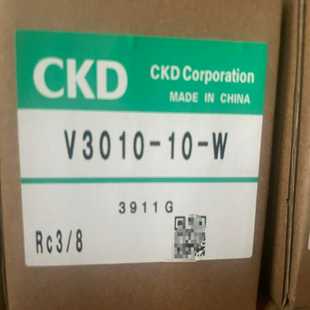 CKD
CKD Corporation
MADE IN CHINA
V3010-10-W
3911G
Rc3/8